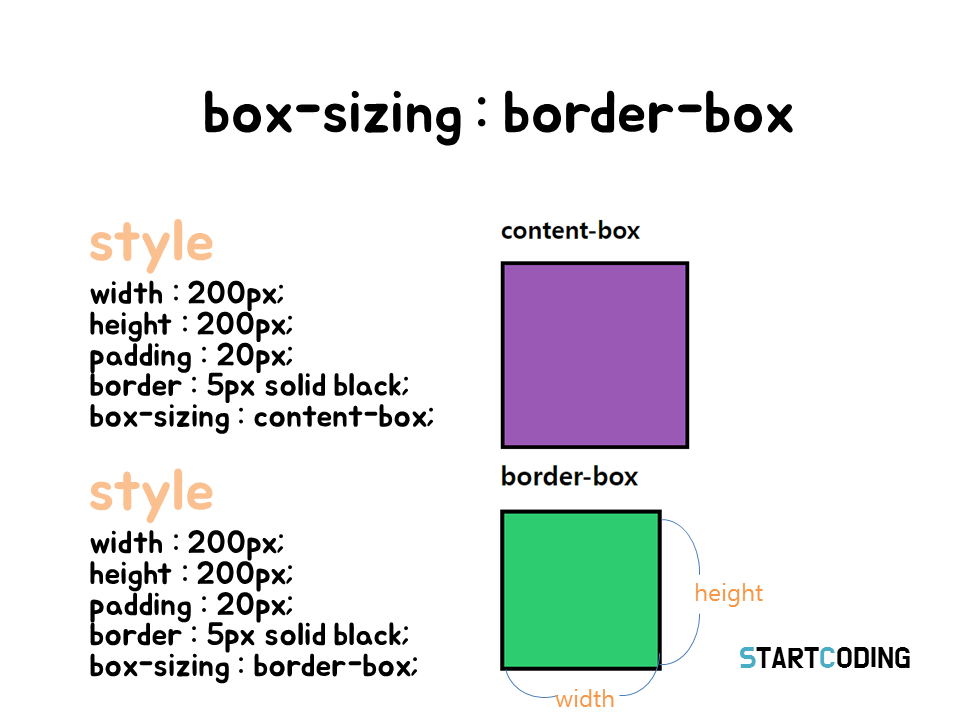 box-sizing : border-box
style
width : 200px;
height : 200px;
padding : 20px;
border : 5px solid black;
box-sizing : content-box;
content-box
style
width : 200px;
height : 200px;
padding : 20px;
border : 5px solid black;
box-sizing : border-box;
border-box
height
width
STARTCODING